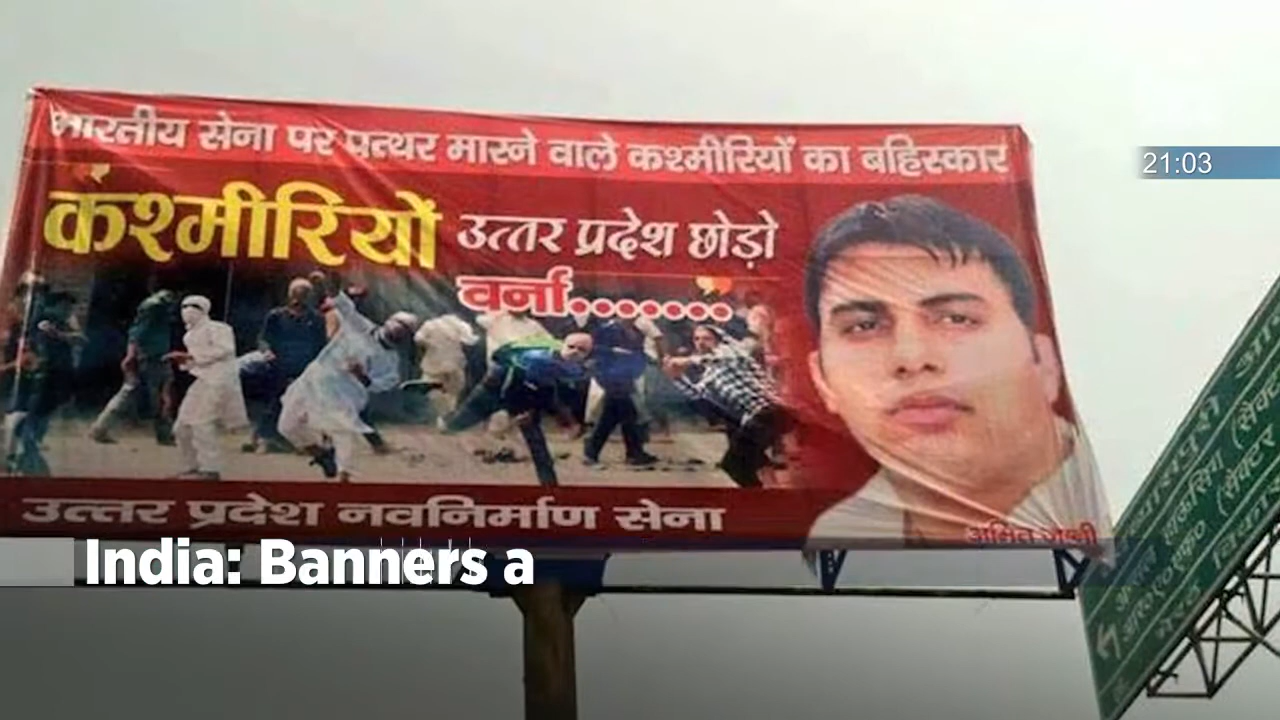 भारतीय सेना पर पत्थर मारने वाले कश्मीरियों का बहिस्कार
कश्मीरियों उत्तर प्रदेश छोड़ो
वर्ना.......
उत्तर प्रदेश नवनिर्माण सेना
21:03
India: Banners a